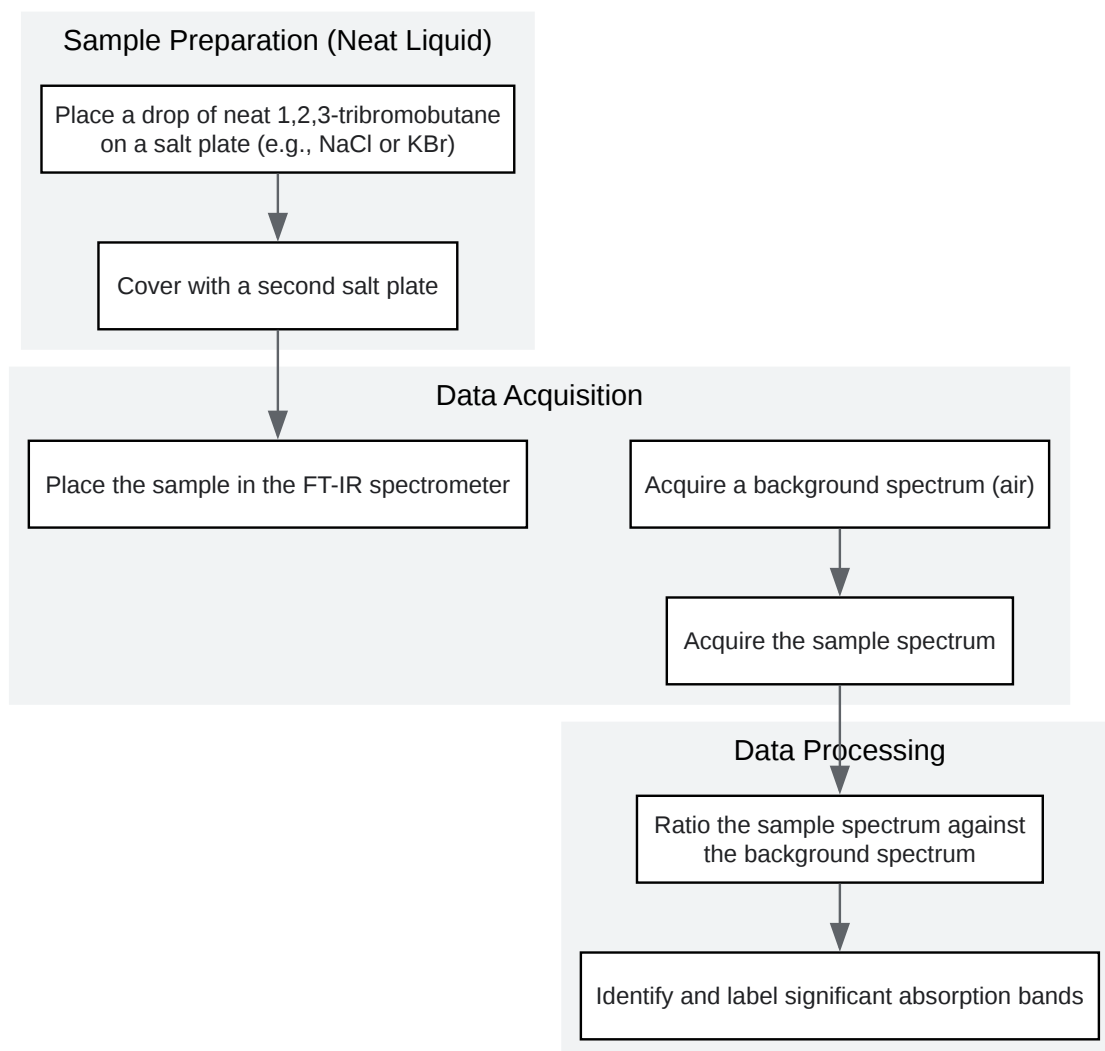 Sample Preparation (Neat Liquid)
Place a drop of neat 1,2,3-tribromobutane
on a salt plate (e.g., NaCl or KBr)
Cover with a second salt plate
Data Acquisition
Place the sample in the FT-IR spectrometer
Acquire a background spectrum (air)
Acquire the sample spectrum
Data Processing
Ratio the sample spectrum against
the background spectrum
Identify and label significant absorption bands